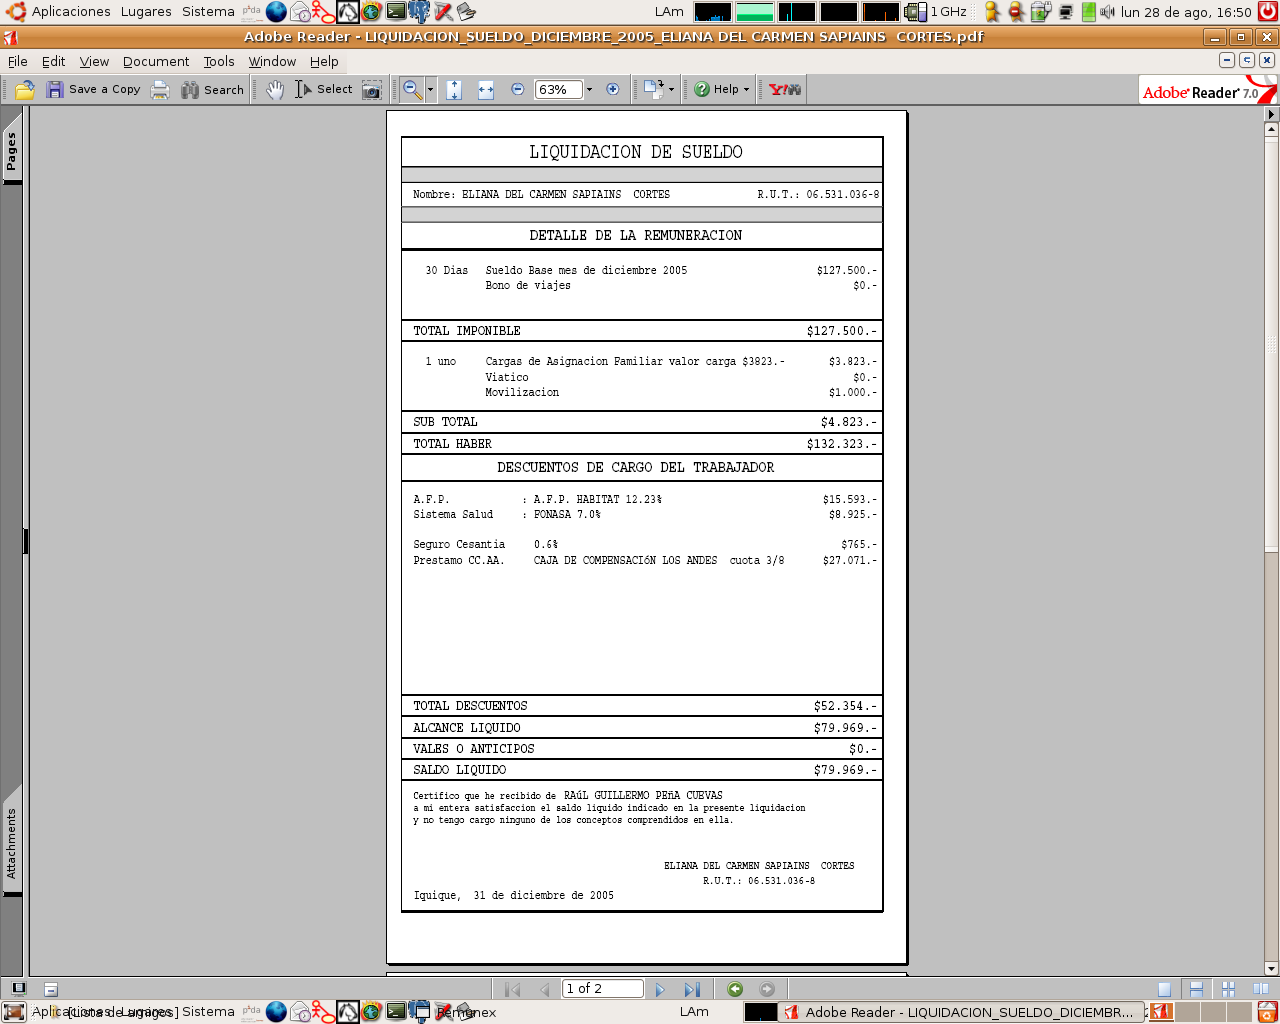 Aplicaciones Lugares Sistema LAm 1 GHz lun 28 de ago, 16:50
Adobe Reader - LIQUIDACION_SUELDO_DICIEMBRE_2005_ELIANA DEL CARMEN SAPIAINS  CORTES.pdf
File Edit View Document Tools Window Help
Save a Copy Search Select 63% Help Y! Adobe Reader 7.0
Pages
LIQUIDACION DE SUELDO
Nombre: ELIANA DEL CARMEN SAPIAINS  CORTES R.U.T.: 06.531.036-8
DETALLE DE LA REMUNERACION
30 Dias Sueldo Base mes de diciembre 2005 $127.500.-
Bono de viajes $0.-
TOTAL IMPONIBLE $127.500.-
1 uno Cargas de Asignacion Familiar valor carga $3823.- $3.823.-
Viatico $0.-
Movilizacion $1.000.-
SUB TOTAL $4.823.-
TOTAL HABER $132.323.-
DESCUENTOS DE CARGO DEL TRABAJADOR
A.F.P. : A.F.P. HABITAT 12.23% $15.593.-
Sistema Salud : FONASA 7.0% $8.925.-
Seguro Cesantia 0.6% $765.-
Prestamo CC.AA. CAJA DE COMPENSACIóN LOS ANDES  cuota 3/8 $27.071.-
TOTAL DESCUENTOS $52.354.-
ALCANCE LIQUIDO $79.969.-
VALES O ANTICIPOS $0.-
SALDO LIQUIDO $79.969.-
Certifico que he recibido de RAúL GUILLERMO PEñA CUEVAS
a mi entera satisfaccion el saldo liquido indicado en la presente liquidacion
y no tengo cargo ninguno de los conceptos comprendidos en ella.
ELIANA DEL CARMEN SAPIAINS  CORTES
R.U.T.: 06.531.036-8
Iquique,  31 de diciembre de 2005
Attachments
1 of 2
Aplicaciones Lugares Sistema [Lista de amigos] Remunex LAm Adobe Reader - LIQUIDACION_SUELDO_DICIEMBR...